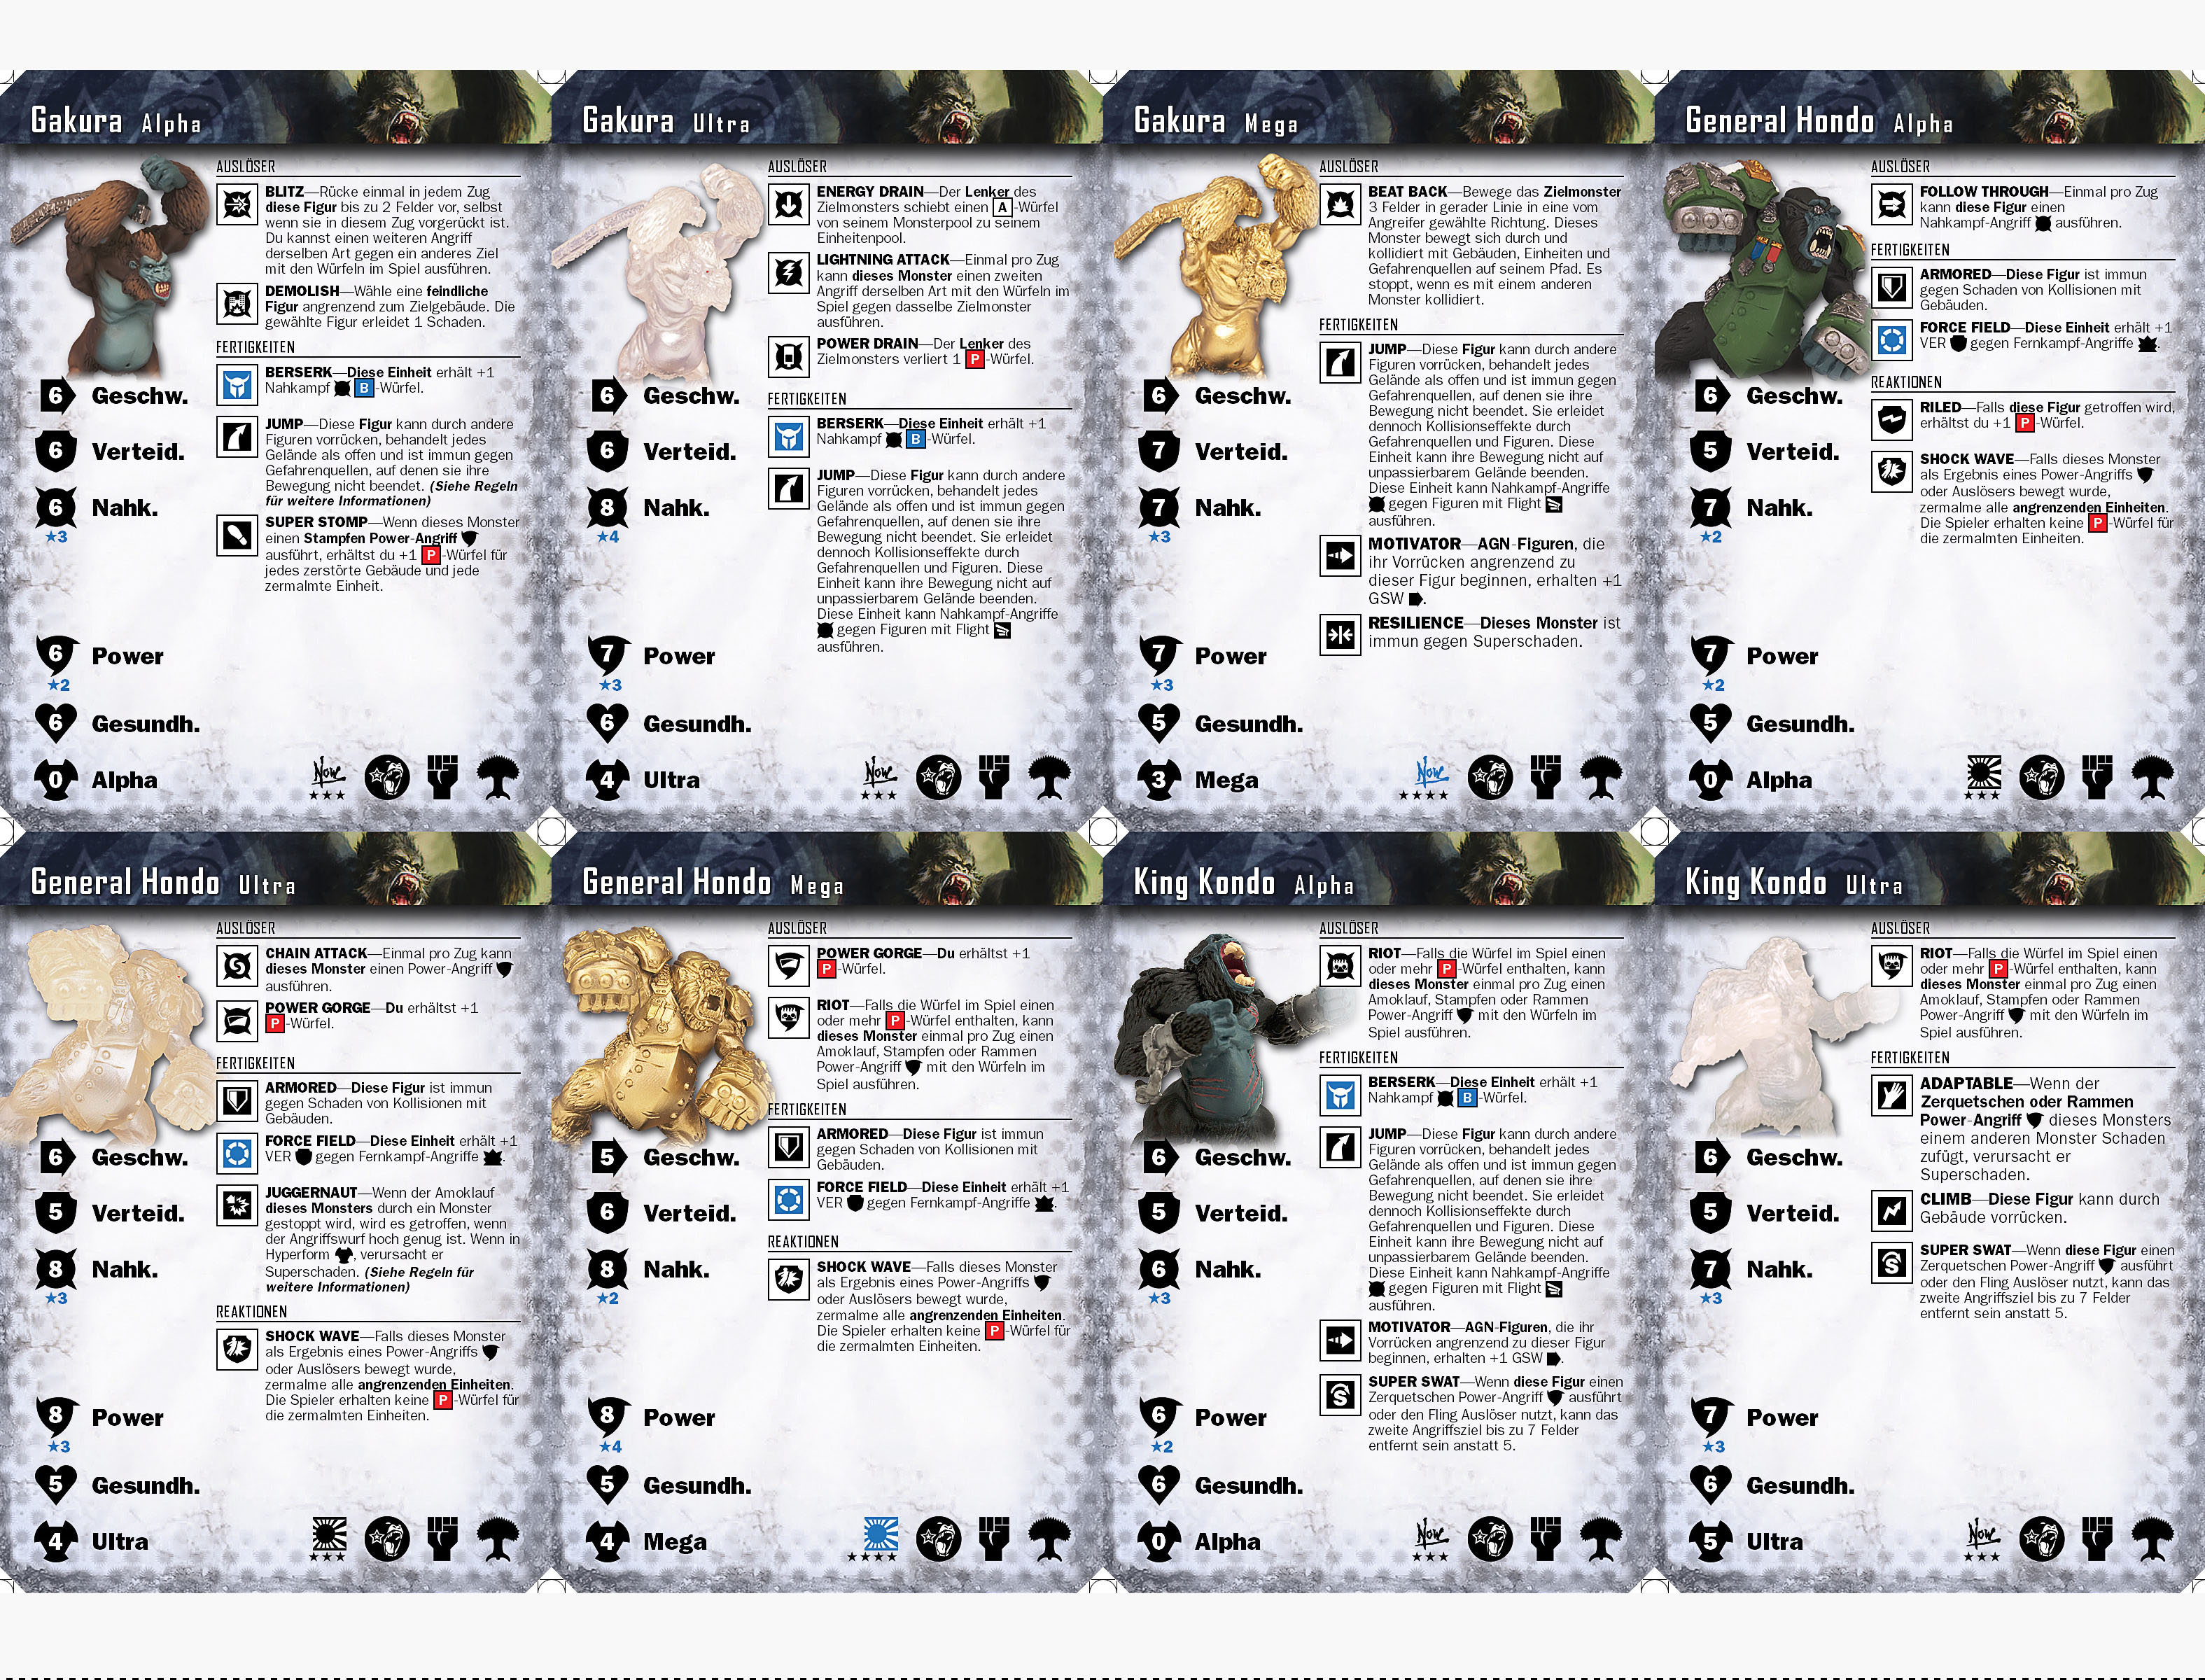 Gakura Alpha
AUSLÖSER
BLITZ—Rücke einmal in jedem Zug
diese Figur bis zu 2 Felder vor, selbst
wenn sie in diesem Zug vorgerückt ist.
Du kannst einen weiteren Angriff
derselben Art gegen ein anderes Ziel
mit den Würfeln im Spiel ausführen.
DEMOLISH—Wähle eine feindliche
Figur angrenzend zum Zielgebäude. Die
gewählte Figur erleidet 1 Schaden.
FERTIGKEITEN
BERSERK—Diese Einheit erhält +1
Nahkampf B-Würfel.
JUMP—Diese Figur kann durch andere
Figuren vorrücken, behandelt jedes
Gelände als offen und ist immun gegen
Gefahrenquellen, auf denen sie ihre
Bewegung nicht beendet. (Siehe Regeln
für weitere Informationen)
SUPER STOMP—Wenn dieses Monster
einen Stampfen Power-Angriff
ausführt, erhältst du +1 P-Würfel für
jedes zerstörte Gebäude und jede
zermalmte Einheit.
6 Geschw.
6 Verteid.
6 Nahk.
★3
6 Power
★2
6 Gesundh.
0 Alpha
Now
★★★
Gakura Ultra
AUSLÖSER
ENERGY DRAIN—Der Lenker des
Zielmonsters schiebt einen A-Würfel
von seinem Monsterpool zu seinem
Einheitenpool.
LIGHTNING ATTACK—Einmal pro Zug
kann dieses Monster einen zweiten
Angriff derselben Art mit den Würfeln im
Spiel gegen dasselbe Zielmonster
ausführen.
POWER DRAIN—Der Lenker des
Zielmonsters verliert 1 P-Würfel.
FERTIGKEITEN
BERSERK—Diese Einheit erhält +1
Nahkampf B-Würfel.
JUMP—Diese Figur kann durch andere
Figuren vorrücken, behandelt jedes
Gelände als offen und ist immun gegen
Gefahrenquellen, auf denen sie ihre
Bewegung nicht beendet. Sie erleidet
dennoch Kollisionseffekte durch
Gefahrenquellen und Figuren. Diese
Einheit kann ihre Bewegung nicht auf
unpassierbarem Gelände beenden.
Diese Einheit kann Nahkampf-Angriffe
gegen Figuren mit Flight
ausführen.
6 Geschw.
6 Verteid.
8 Nahk.
★4
7 Power
★3
6 Gesundh.
4 Ultra
Now
★★★
Gakura Mega
AUSLÖSER
BEAT BACK—Bewege das Zielmonster
3 Felder in gerader Linie in eine vom
Angreifer gewählte Richtung. Dieses
Monster bewegt sich durch und
kollidiert mit Gebäuden, Einheiten und
Gefahrenquellen auf seinem Pfad. Es
stoppt, wenn es mit einem anderen
Monster kollidiert.
FERTIGKEITEN
JUMP—Diese Figur kann durch andere
Figuren vorrücken, behandelt jedes
Gelände als offen und ist immun gegen
Gefahrenquellen, auf denen sie ihre
Bewegung nicht beendet. Sie erleidet
dennoch Kollisionseffekte durch
Gefahrenquellen und Figuren. Diese
Einheit kann ihre Bewegung nicht auf
unpassierbarem Gelände beenden.
Diese Einheit kann Nahkampf-Angriffe
gegen Figuren mit Flight
ausführen.
MOTIVATOR—AGN-Figuren, die
ihr Vorrücken angrenzend zu
dieser Figur beginnen, erhalten +1
GSW.
RESILIENCE—Dieses Monster ist
immun gegen Superschaden.
6 Geschw.
7 Verteid.
7 Nahk.
★3
7 Power
★3
5 Gesundh.
3 Mega
Now
★★★★
General Hondo Alpha
AUSLÖSER
FOLLOW THROUGH—Einmal pro Zug
kann diese Figur einen
Nahkampf-Angriff ausführen.
FERTIGKEITEN
ARMORED—Diese Figur ist immun
gegen Schaden von Kollisionen mit
Gebäuden.
FORCE FIELD—Diese Einheit erhält +1
VER gegen Fernkampf-Angriffe.
REAKTIONEN
RILED—Falls diese Figur getroffen wird,
erhältst du +1 P-Würfel.
SHOCK WAVE—Falls dieses Monster
als Ergebnis eines Power-Angriffs
oder Auslösers bewegt wurde,
zermalme alle angrenzenden Einheiten.
Die Spieler erhalten keine P-Würfel für
die zermalmten Einheiten.
6 Geschw.
5 Verteid.
7 Nahk.
★2
7 Power
★2
5 Gesundh.
0 Alpha
★★★
General Hondo Ultra
AUSLÖSER
CHAIN ATTACK—Einmal pro Zug kann
dieses Monster einen Power-Angriff
ausführen.
POWER GORGE—Du erhältst +1
P-Würfel.
FERTIGKEITEN
ARMORED—Diese Figur ist immun
gegen Schaden von Kollisionen mit
Gebäuden.
FORCE FIELD—Diese Einheit erhält +1
VER gegen Fernkampf-Angriffe.
JUGGERNAUT—Wenn der Amoklauf
dieses Monsters durch ein Monster
gestoppt wird, wird es getroffen, wenn
der Angriffswurf hoch genug ist. Wenn in
Hyperform, verursacht er
Superschaden. (Siehe Regeln für
weitere Informationen)
REAKTIONEN
SHOCK WAVE—Falls dieses Monster
als Ergebnis eines Power-Angriffs
oder Auslösers bewegt wurde,
zermalme alle angrenzenden Einheiten.
Die Spieler erhalten keine P-Würfel für
die zermalmten Einheiten.
6 Geschw.
5 Verteid.
8 Nahk.
★3
8 Power
★3
5 Gesundh.
4 Ultra
★★★
General Hondo Mega
AUSLÖSER
POWER GORGE—Du erhältst +1
P-Würfel.
RIOT—Falls die Würfel im Spiel einen
oder mehr P-Würfel enthalten, kann
dieses Monster einmal pro Zug einen
Amoklauf, Stampfen oder Rammen
Power-Angriff mit den Würfeln im
Spiel ausführen.
FERTIGKEITEN
ARMORED—Diese Figur ist immun
gegen Schaden von Kollisionen mit
Gebäuden.
FORCE FIELD—Diese Einheit erhält +1
VER gegen Fernkampf-Angriffe.
REAKTIONEN
SHOCK WAVE—Falls dieses Monster
als Ergebnis eines Power-Angriffs
oder Auslösers bewegt wurde,
zermalme alle angrenzenden Einheiten.
Die Spieler erhalten keine P-Würfel für
die zermalmten Einheiten.
5 Geschw.
6 Verteid.
8 Nahk.
★2
8 Power
★4
5 Gesundh.
4 Mega
★★★★
King Kondo Alpha
AUSLÖSER
RIOT—Falls die Würfel im Spiel einen
oder mehr P-Würfel enthalten, kann
dieses Monster einmal pro Zug einen
Amoklauf, Stampfen oder Rammen
Power-Angriff mit den Würfeln im
Spiel ausführen.
FERTIGKEITEN
BERSERK—Diese Einheit erhält +1
Nahkampf B-Würfel.
JUMP—Diese Figur kann durch andere
Figuren vorrücken, behandelt jedes
Gelände als offen und ist immun gegen
Gefahrenquellen, auf denen sie ihre
Bewegung nicht beendet. Sie erleidet
dennoch Kollisionseffekte durch
Gefahrenquellen und Figuren. Diese
Einheit kann ihre Bewegung nicht auf
unpassierbarem Gelände beenden.
Diese Einheit kann Nahkampf-Angriffe
gegen Figuren mit Flight
ausführen.
MOTIVATOR—AGN-Figuren, die ihr
Vorrücken angrenzend zu dieser Figur
beginnen, erhalten +1 GSW.
SUPER SWAT—Wenn diese Figur einen
Zerquetschen Power-Angriff ausführt
oder den Fling Auslöser nutzt, kann das
zweite Angriffsziel bis zu 7 Felder
entfernt sein anstatt 5.
6 Geschw.
5 Verteid.
6 Nahk.
★3
6 Power
★2
6 Gesundh.
0 Alpha
Now
★★★
King Kondo Ultra
AUSLÖSER
RIOT—Falls die Würfel im Spiel einen
oder mehr P-Würfel enthalten, kann
dieses Monster einmal pro Zug einen
Amoklauf, Stampfen oder Rammen
Power-Angriff mit den Würfeln im
Spiel ausführen.
FERTIGKEITEN
ADAPTABLE—Wenn der
Zerquetschen oder Rammen
Power-Angriff dieses Monsters
einem anderen Monster Schaden
zufügt, verursacht er
Superschaden.
CLIMB—Diese Figur kann durch
Gebäude vorrücken.
SUPER SWAT—Wenn diese Figur einen
Zerquetschen Power-Angriff ausführt
oder den Fling Auslöser nutzt, kann das
zweite Angriffsziel bis zu 7 Felder
entfernt sein anstatt 5.
6 Geschw.
5 Verteid.
7 Nahk.
★3
7 Power
★3
6 Gesundh.
5 Ultra
Now
★★★